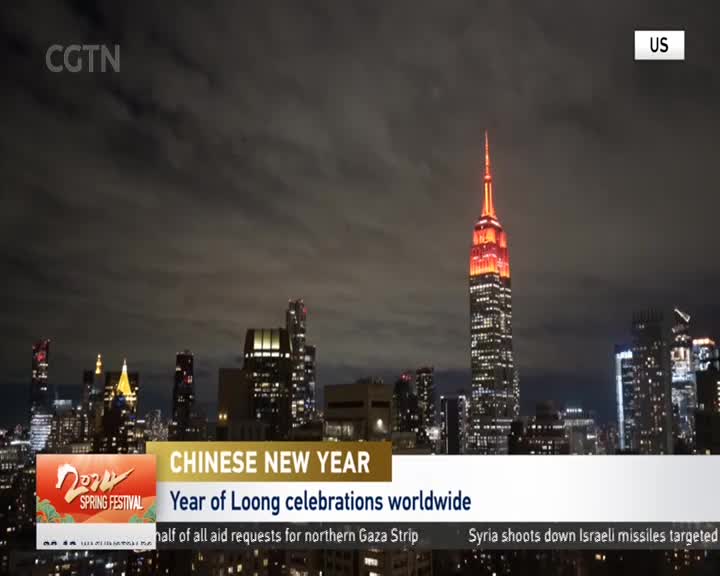 CGTN
US
CHINESE NEW YEAR
2024
SPRING FESTIVAL
Year of Loong celebrations worldwide
half of all aid requests for northern Gaza Strip Syria shoots down Israeli missiles targeted